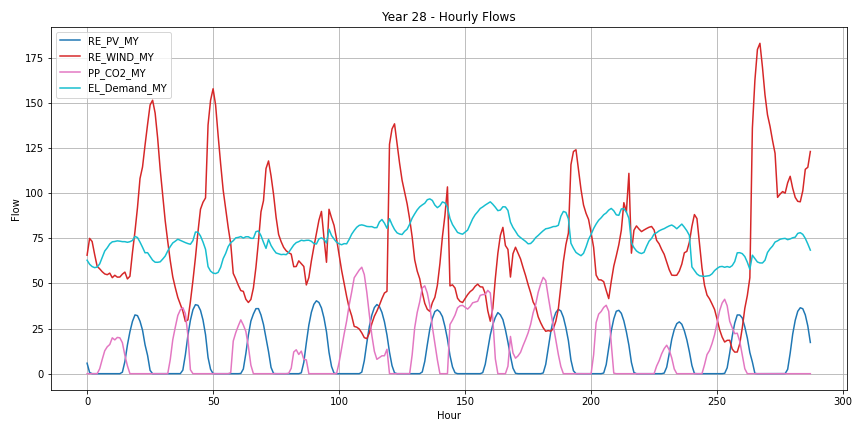 Year 28 - Hourly Flows
RE_PV_MY
RE_WIND_MY
PP_CO2_MY
EL_Demand_MY
Flow
175
150
125
100
75
50
25
0
0
50
100
150
200
250
300
Hour